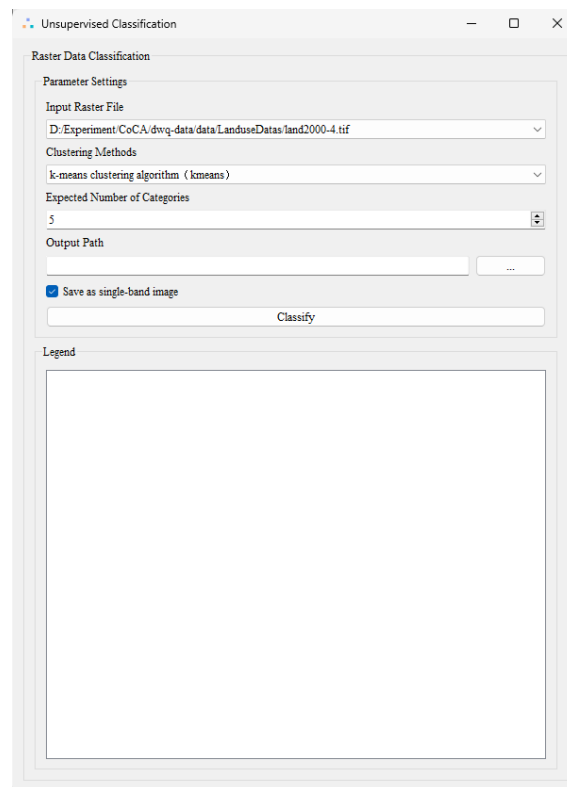 Unsupervised Classification
Raster Data Classification
Parameter Settings
Input Raster File
D:/Experiment/CoCA/dwq-data/data/LanduseDatas/land2000-4.tif
Clustering Methods
k-means clustering algorithm（kmeans）
Expected Number of Categories
5
Output Path
...
Save as single-band image
Classify
Legend